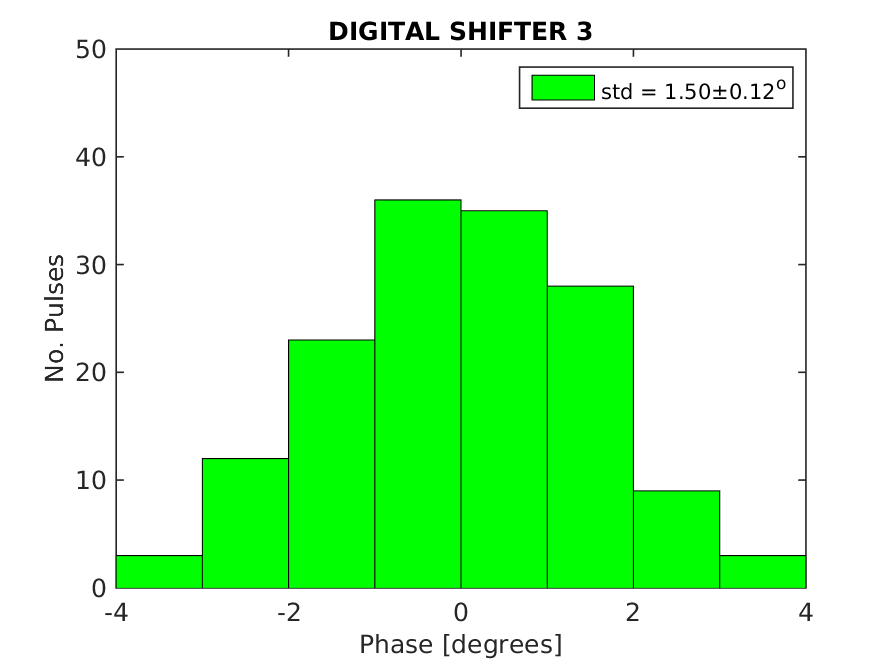 DIGITAL SHIFTER 3
std = 1.50±0.12º
50
40
30
20
10
0
No. Pulses
-4 -2 0 2 4
Phase [degrees]